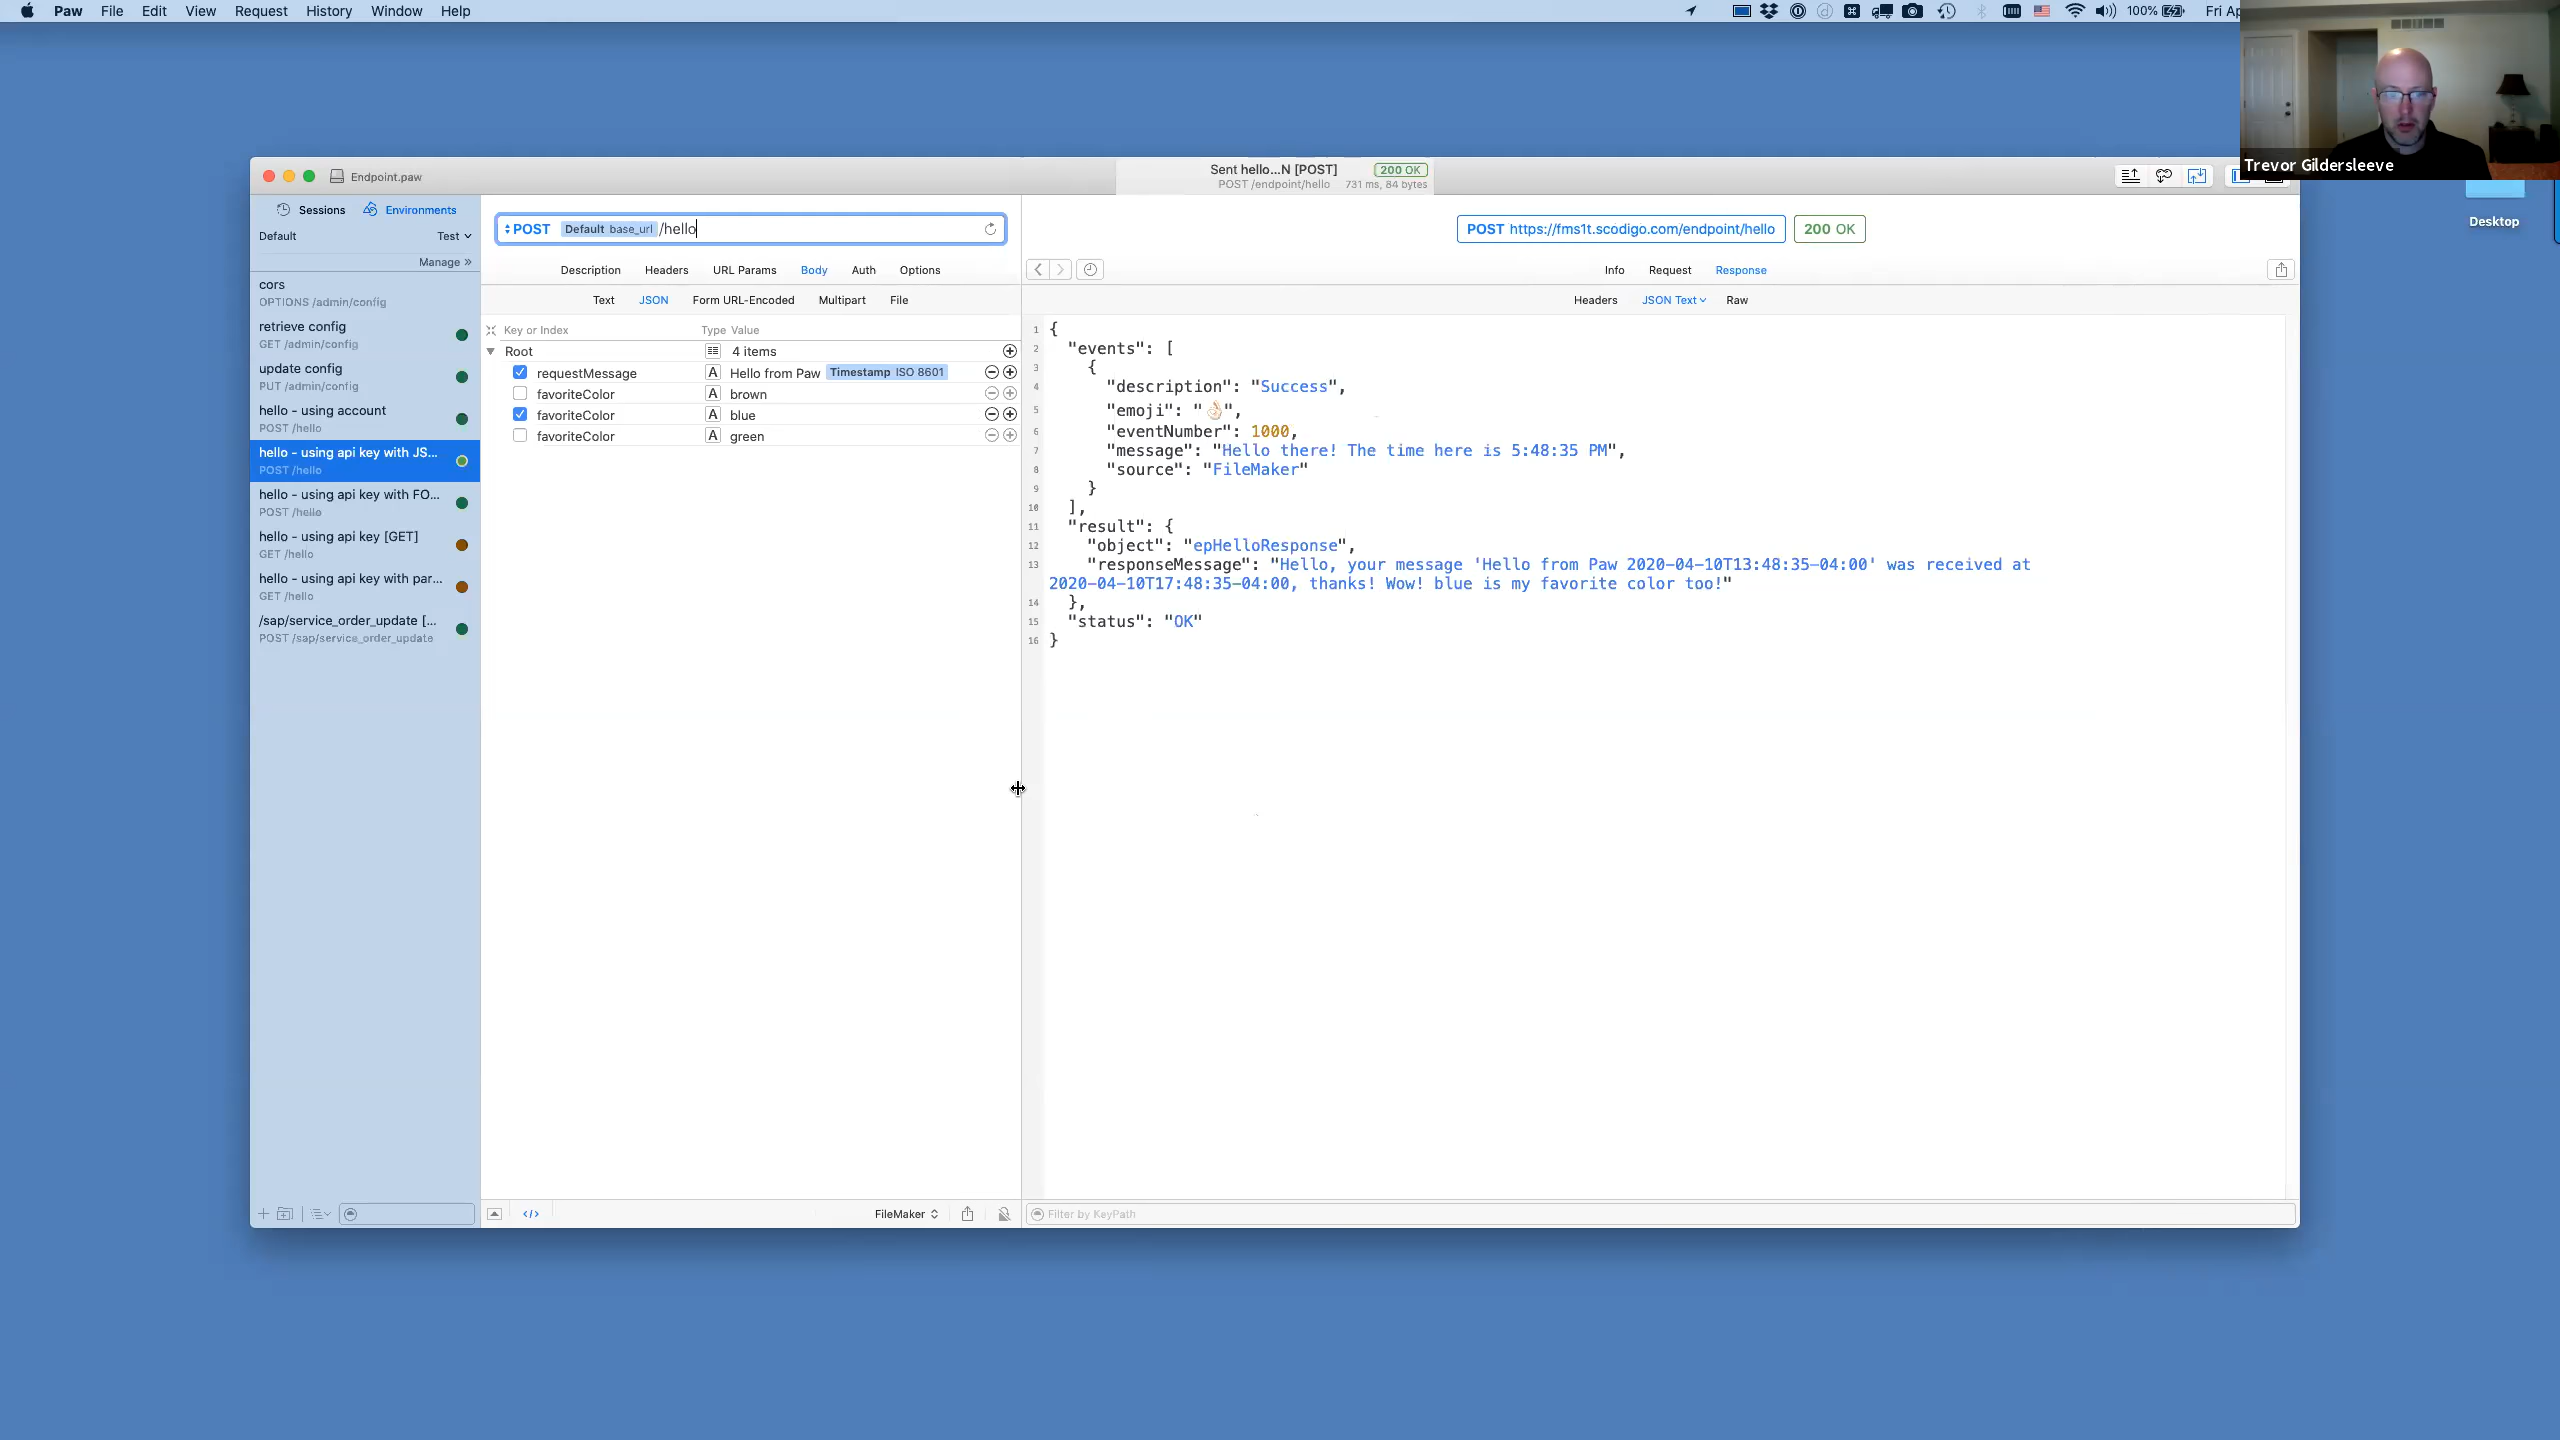 Paw File Edit View Request History Window Help
100% Fri Ap
Trevor Gildersleeve
Desktop
Endpoint.paw
Sent hello...N [POST] 200 OK
POST /endpoint/hello 731 ms, 84 bytes
Sessions Environments
Default Test
Manage »
cors
OPTIONS /admin/config
retrieve config
GET /admin/config
update config
PUT /admin/config
hello - using account
POST /hello
hello - using api key with JS...
POST /hello
hello - using api key with FO...
POST /hello
hello - using api key [GET]
GET /hello
hello - using api key with par...
GET /hello
/sap/service_order_update [...
POST /sap/service_order_update
POST Default base_url /hello
Description Headers URL Params Body Auth Options
Text JSON Form URL-Encoded Multipart File
Key or Index Type Value
Root 4 items
requestMessage A Hello from Paw Timestamp ISO 8601
favoriteColor A brown
favoriteColor A blue
favoriteColor A green
</> FileMaker
POST https://fms1t.scodigo.com/endpoint/hello 200 OK
Info Request Response
Headers JSON Text Raw
1 {
2 "events": [
3 {
4 "description": "Success",
5 "emoji": "👌🏻",
6 "eventNumber": 1000,
7 "message": "Hello there! The time here is 5:48:35 PM",
8 "source": "FileMaker"
9 }
10 ],
11 "result": {
12 "object": "epHelloResponse",
13 "responseMessage": "Hello, your message 'Hello from Paw 2020-04-10T13:48:35-04:00' was received at
2020-04-10T17:48:35-04:00, thanks! Wow! blue is my favorite color too!"
14 },
15 "status": "OK"
16 }
Filter by KeyPath